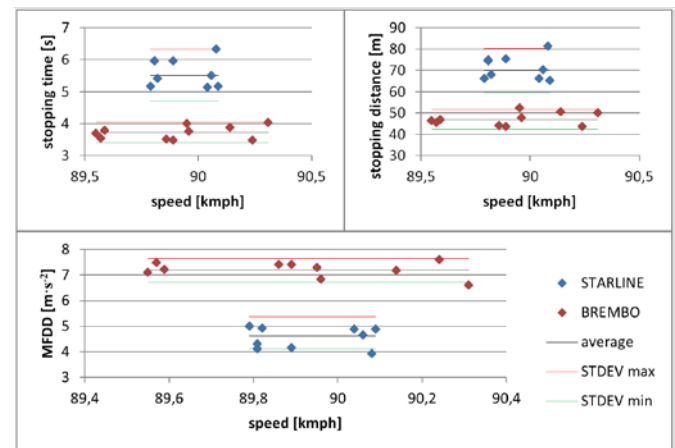 stopping time [s]
7
6
5
4
3
89,5
90
90,5
speed [kmph]
stopping distance [m]
90
80
70
60
50
40
30
89,5
90
90,5
speed [kmph]
MFDD [m·s⁻²]
8
7
6
5
4
3
89,4
89,6
89,8
90
90,2
90,4
speed [kmph]
STARLINE
BREMBO
average
STDEV max
STDEV min